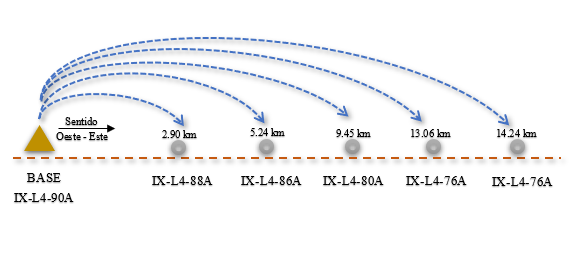 Sentido
Oeste - Este
2.90 km
5.24 km
9.45 km
13.06 km
14.24 km
BASE
IX-L4-90A
IX-L4-88A
IX-L4-86A
IX-L4-80A
IX-L4-76A
IX-L4-76A